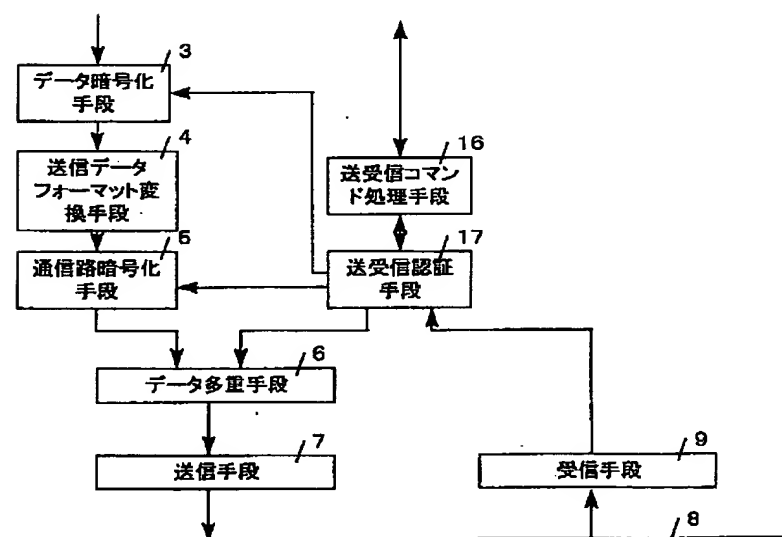 3
データ暗号化
手段
4
送信データ
フォーマット変
換手段
5
通信路暗号化
手段
16
送受信コマン
ド処理手段
17
送受信認証
手段
6
データ多重手段
7
送信手段
9
受信手段
8